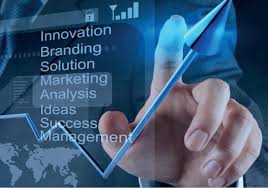 Innovation
Branding
Solution
Marketing
Analysis
Ideas
Success
Management